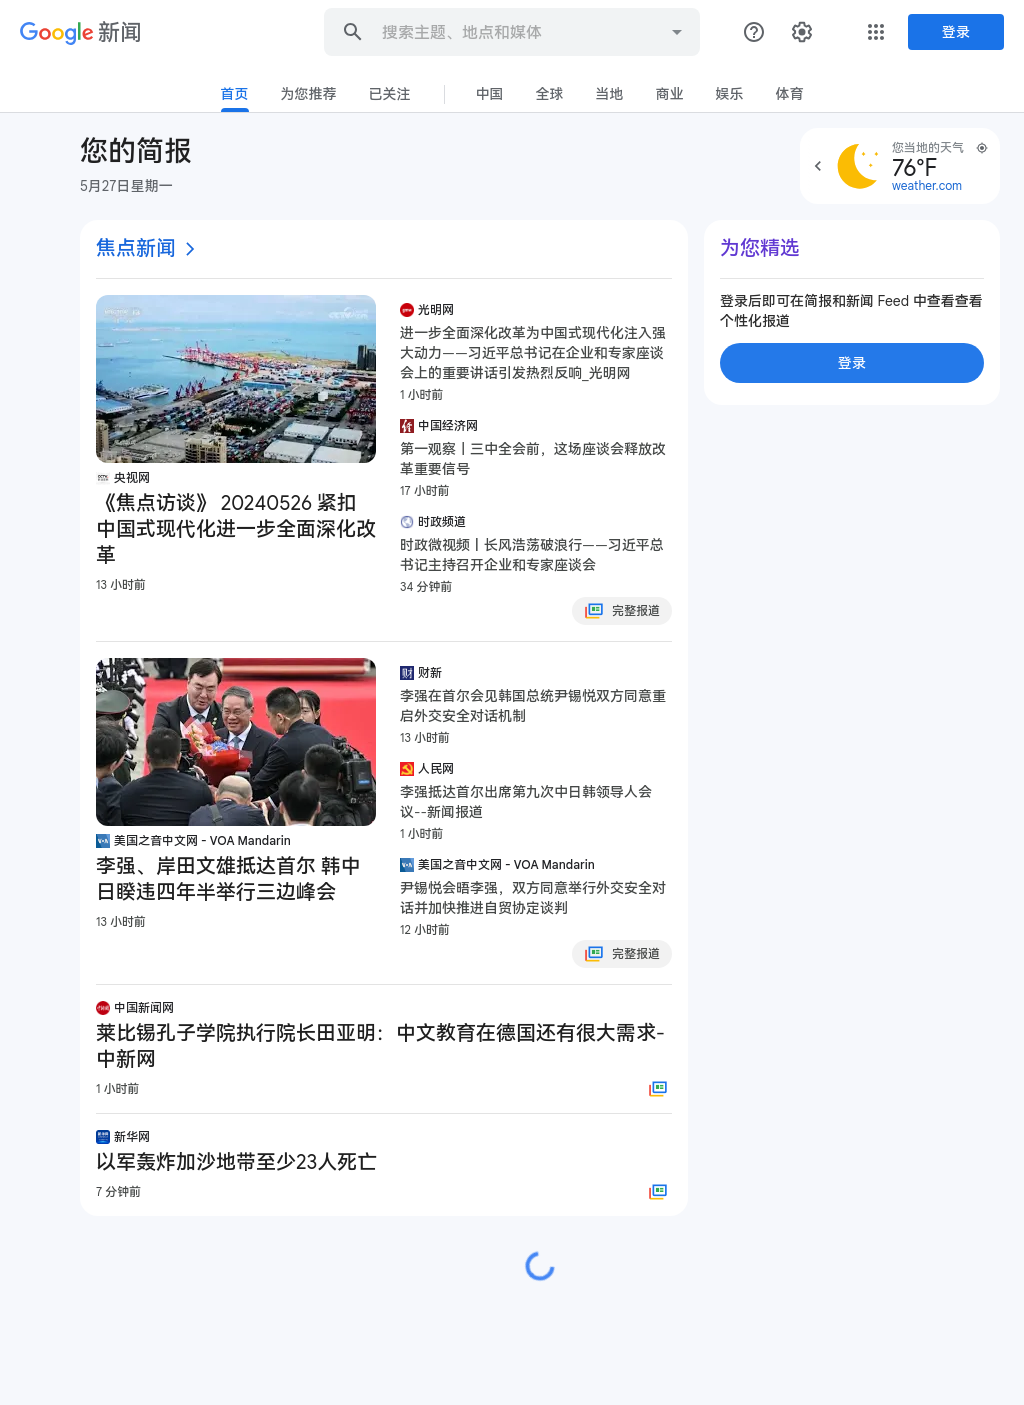 Google 新闻
搜索主题、地点和媒体
登录
首页
为您推荐
已关注
中国
全球
当地
商业
娱乐
体育
您的简报
5月27日星期一
您当地的天气
76°F
weather.com
焦点新闻
为您精选
登录后即可在简报和新闻 Feed 中查看查看
个性化报道
登录
央视网
《焦点访谈》 20240526 紧扣
中国式现代化进一步全面深化改
革
13 小时前
光明网
进一步全面深化改革为中国式现代化注入强
大动力——习近平总书记在企业和专家座谈
会上的重要讲话引发热烈反响_光明网
1 小时前
中国经济网
第一观察丨三中全会前，这场座谈会释放改
革重要信号
17 小时前
时政频道
时政微视频丨长风浩荡破浪行——习近平总
书记主持召开企业和专家座谈会
34 分钟前
完整报道
美国之音中文网 - VOA Mandarin
李强、岸田文雄抵达首尔 韩中
日暌违四年半举行三边峰会
13 小时前
财新
李强在首尔会见韩国总统尹锡悦双方同意重
启外交安全对话机制
13 小时前
人民网
李强抵达首尔出席第九次中日韩领导人会
议--新闻报道
1 小时前
美国之音中文网 - VOA Mandarin
尹锡悦会晤李强，双方同意举行外交安全对
话并加快推进自贸协定谈判
12 小时前
完整报道
中国新闻网
莱比锡孔子学院执行院长田亚明：中文教育在德国还有很大需求-
中新网
1 小时前
新华网
以军轰炸加沙地带至少23人死亡
7 分钟前